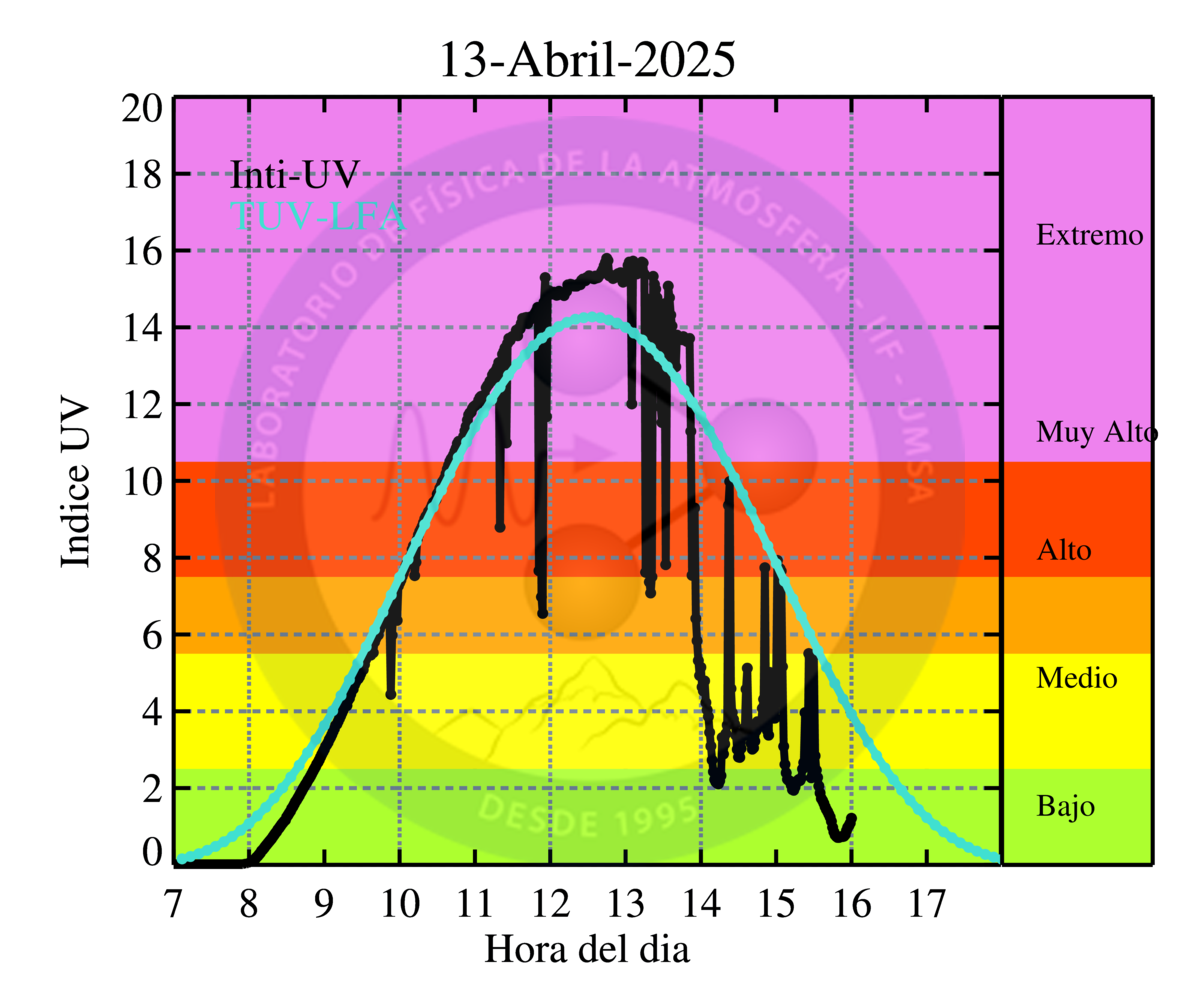 13-Abril-2025
20
18
16
14
12
10
8
6
4
2
0
Indice UV
Inti-UV
TUV-LFA
LABORATORIO DE FÍSICA DE LA ATMÓSFERA - IIF - UMSA
DESDE 1995
Extremo
Muy Alto
Alto
Medio
Bajo
7 8 9 10 11 12 13 14 15 16 17
Hora del dia